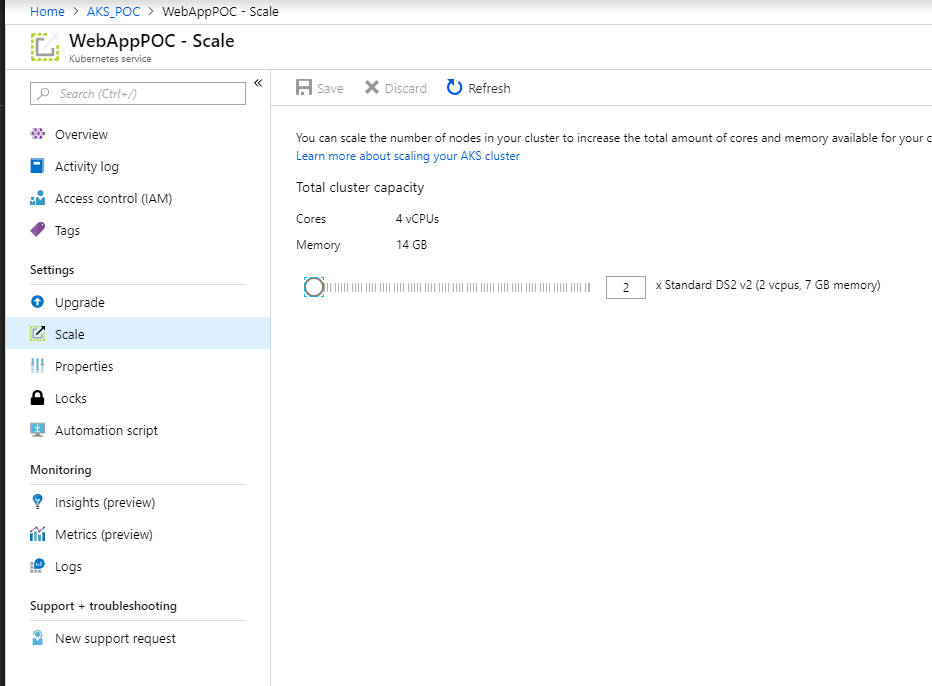 Home > AKS_POC > WebAppPOC - Scale
WebAppPOC - Scale
Kubernetes service
Search (Ctrl+/)
«
Overview
Activity log
Access control (IAM)
Tags
Settings
Upgrade
Scale
Properties
Locks
Automation script
Monitoring
Insights (preview)
Metrics (preview)
Logs
Support + troubleshooting
New support request
Save Discard Refresh
You can scale the number of nodes in your cluster to increase the total amount of cores and memory available for your c
Learn more about scaling your AKS cluster
Total cluster capacity
Cores 4 vCPUs
Memory 14 GB
2 x Standard DS2 v2 (2 vcpus, 7 GB memory)